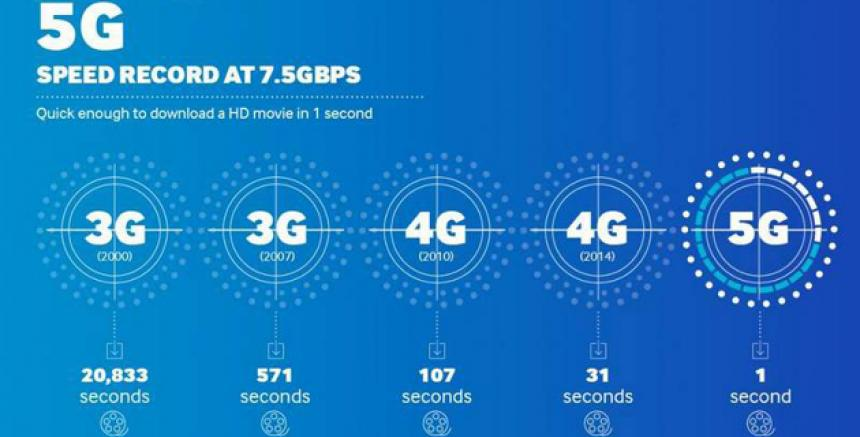 5G
SPEED RECORD AT 7.5GBPS
Quick enough to download a HD movie in 1 second
3G
(2000)
3G
(2007)
4G
(2010)
4G
(2014)
5G
20,833
seconds
571
seconds
107
seconds
31
seconds
1
second